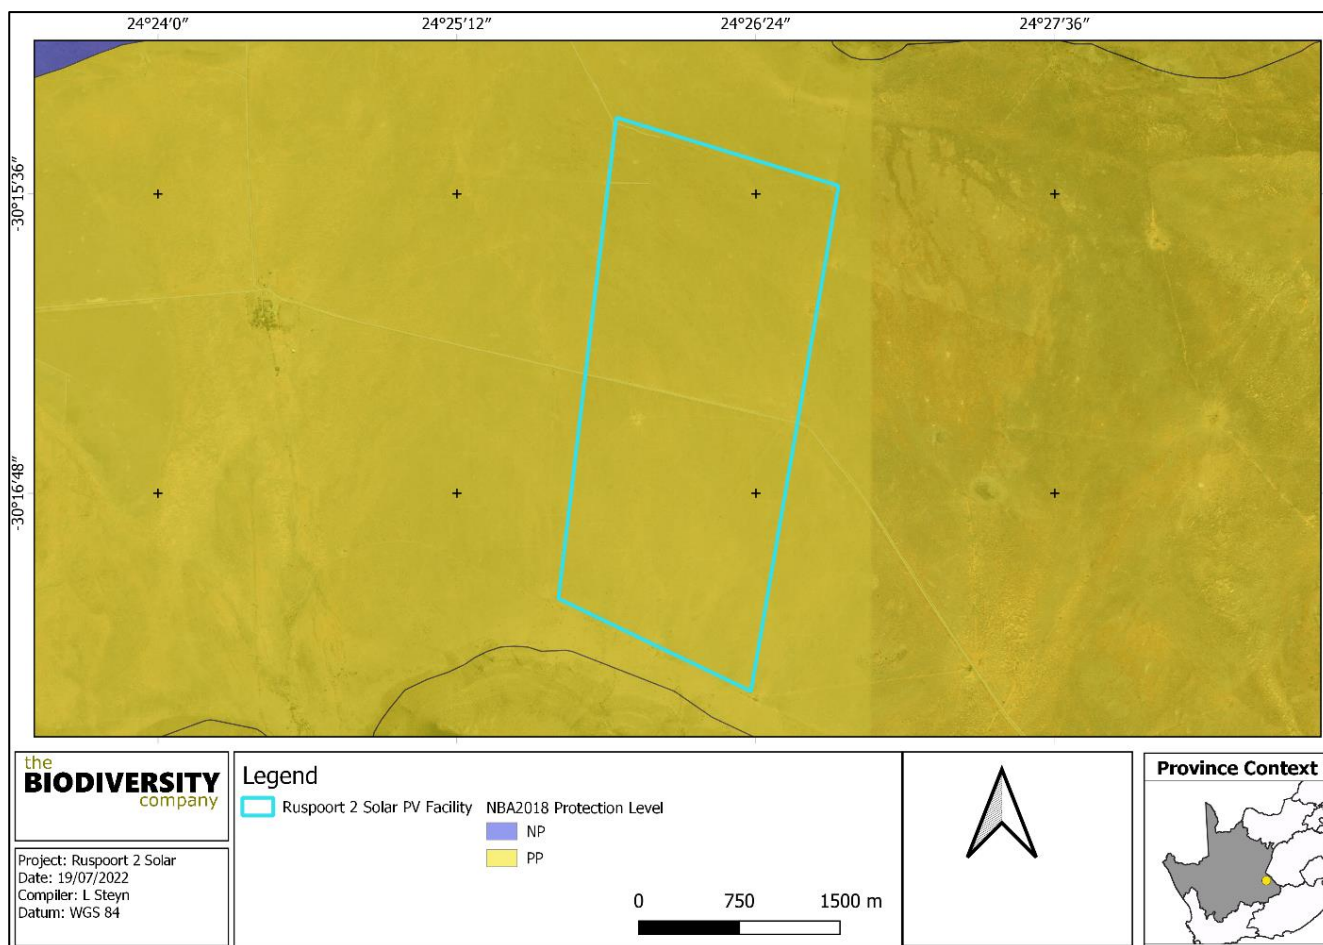 24°24′0″ 24°25′12″ 24°26′24″ 24°27′36″
-30°15′36″
-30°16′48″
the
BIODIVERSITY
company
Project: Ruspoort 2 Solar
Date: 19/07/2022
Compiler: L Steyn
Datum: WGS 84
Legend
Ruspoort 2 Solar PV Facility
NBA2018 Protection Level
NP
PP
0 750 1500 m
Province Context